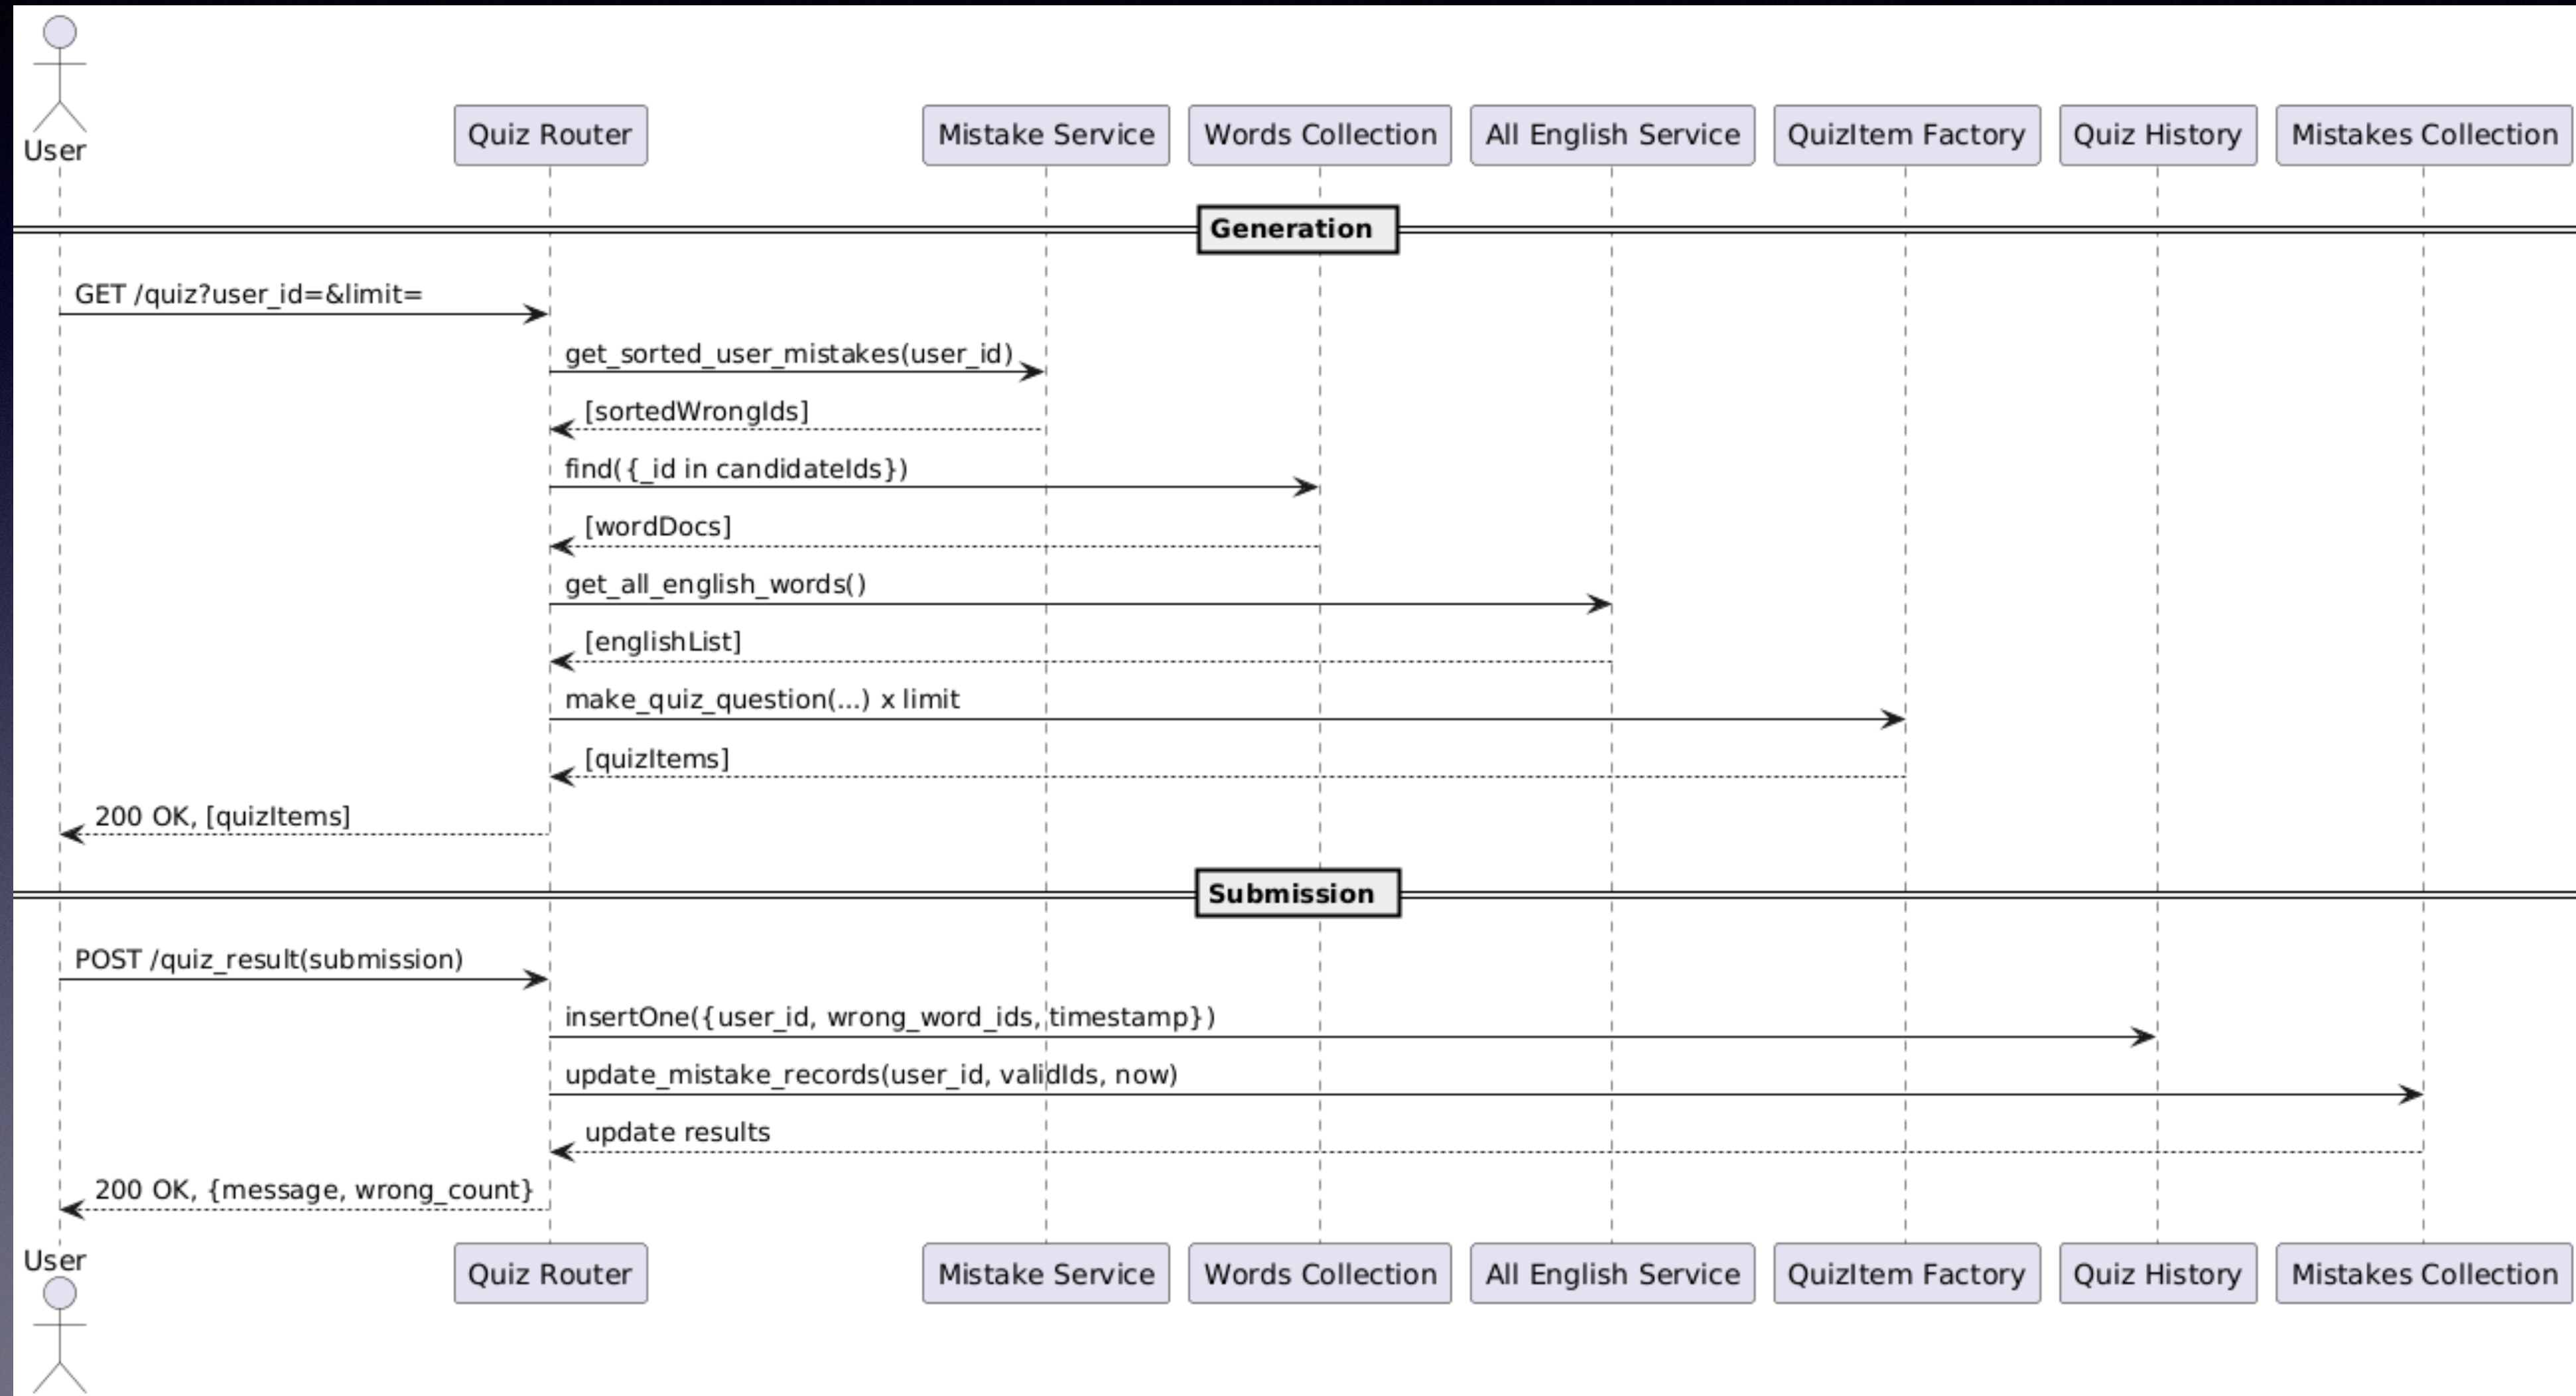 User
Quiz Router
Mistake Service
Words Collection
All English Service
QuizItem Factory
Quiz History
Mistakes Collection
Generation
GET /quiz?user_id=&limit=
get_sorted_user_mistakes(user_id)
[sortedWrongIds]
find({_id in candidateIds})
[wordDocs]
get_all_english_words()
[englishList]
make_quiz_question(...) x limit
[quizItems]
200 OK, [quizItems]
Submission
POST /quiz_result(submission)
insertOne({user_id, wrong_word_ids, timestamp})
update_mistake_records(user_id, validIds, now)
update results
200 OK, {message, wrong_count}
User
Quiz Router
Mistake Service
Words Collection
All English Service
QuizItem Factory
Quiz History
Mistakes Collection